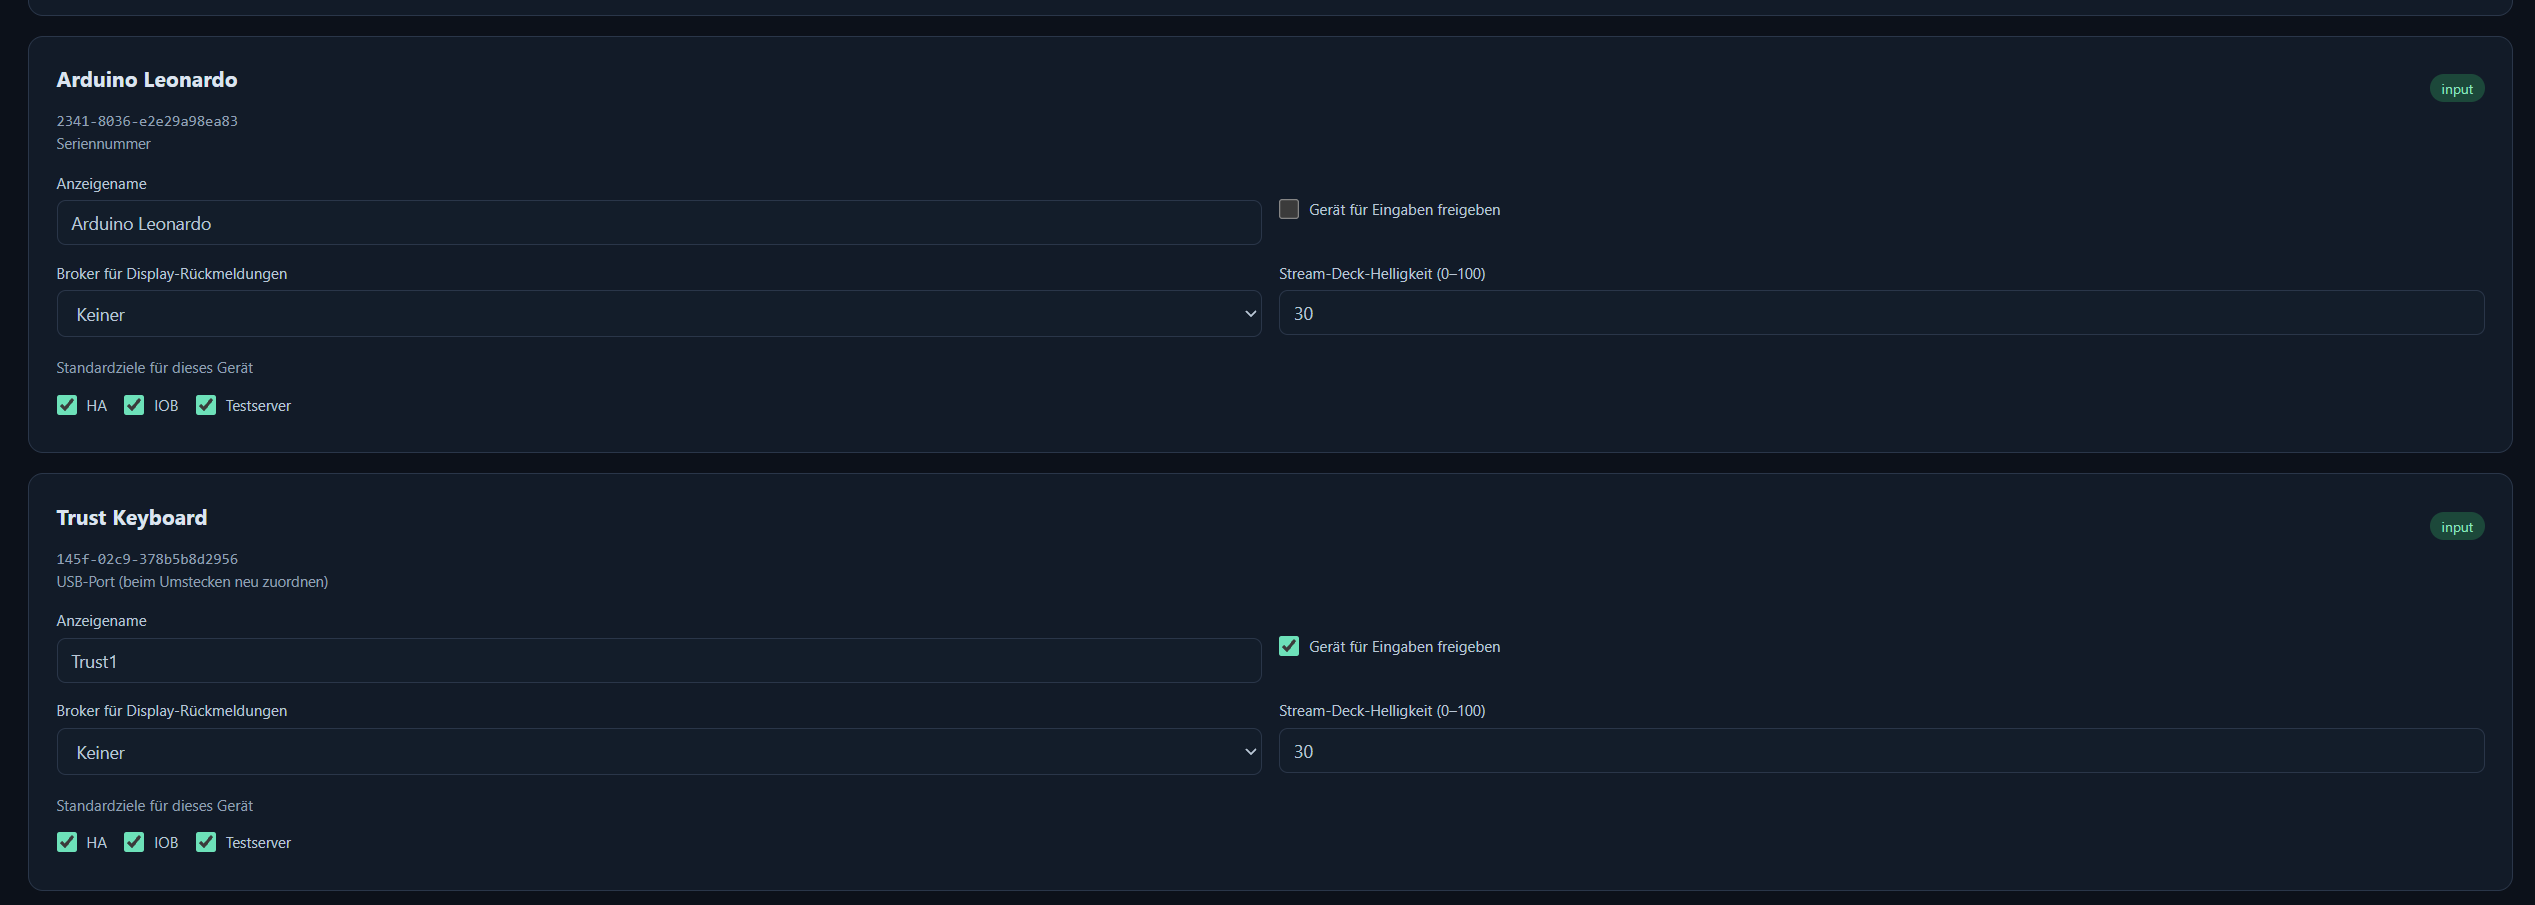 Arduino Leonardo
input
2341-8036-e2e29a98ea83
Seriennummer
Anzeigename
Arduino Leonardo
Gerät für Eingaben freigeben
Broker für Display-Rückmeldungen
Stream-Deck-Helligkeit (0–100)
Keiner
30
Standardziele für dieses Gerät
HA IOB Testserver
Trust Keyboard
input
145f-02c9-378b5b8d2956
USB-Port (beim Umstecken neu zuordnen)
Anzeigename
Trust1
Gerät für Eingaben freigeben
Broker für Display-Rückmeldungen
Stream-Deck-Helligkeit (0–100)
Keiner
30
Standardziele für dieses Gerät
HA IOB Testserver